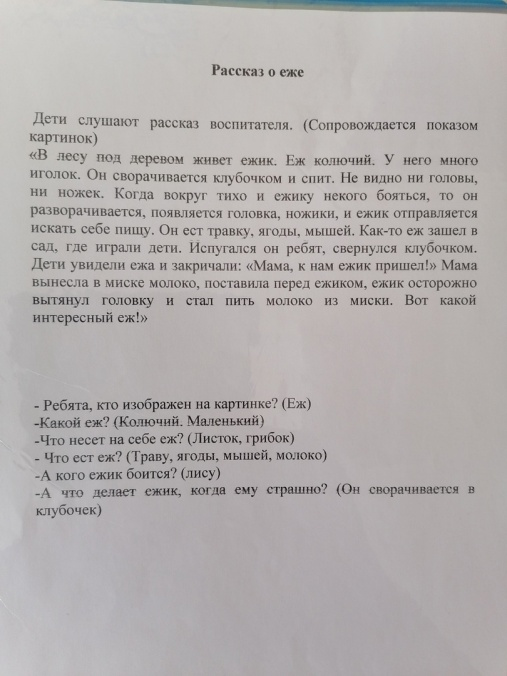 Рассказ о еже
Дети слушают рассказ воспитателя. (Сопровождается показом
картинок)
«В лесу под деревом живет ежик. Еж колючий. У него много
иголок. Он сворачивается клубочком и спит. Не видно ни головы,
ни ножек. Когда вокруг тихо и ежику некого бояться, то он
разворачивается, появляется головка, ножики, и ежик отправляется
искать себе пищу. Он ест травку, ягоды, мышей. Как-то еж зашел в
сад, где играли дети. Испугался он ребят, свернулся клубочком.
Дети увидели ежа и закричали: «Мама, к нам ежик пришел!» Мама
вынесла в миске молоко, поставила перед ежиком, ежик осторожно
вытянул головку и стал пить молоко из миски. Вот какой
интересный еж!»
- Ребята, кто изображен на картинке? (Еж)
-Какой еж? (Колючий. Маленький)
-Что несет на себе еж? (Листок, грибок)
- Что ест еж? (Траву, ягоды, мышей, молоко)
-А кого ежик боится? (лису)
-А что делает ежик, когда ему страшно? (Он сворачивается в
клубочек)